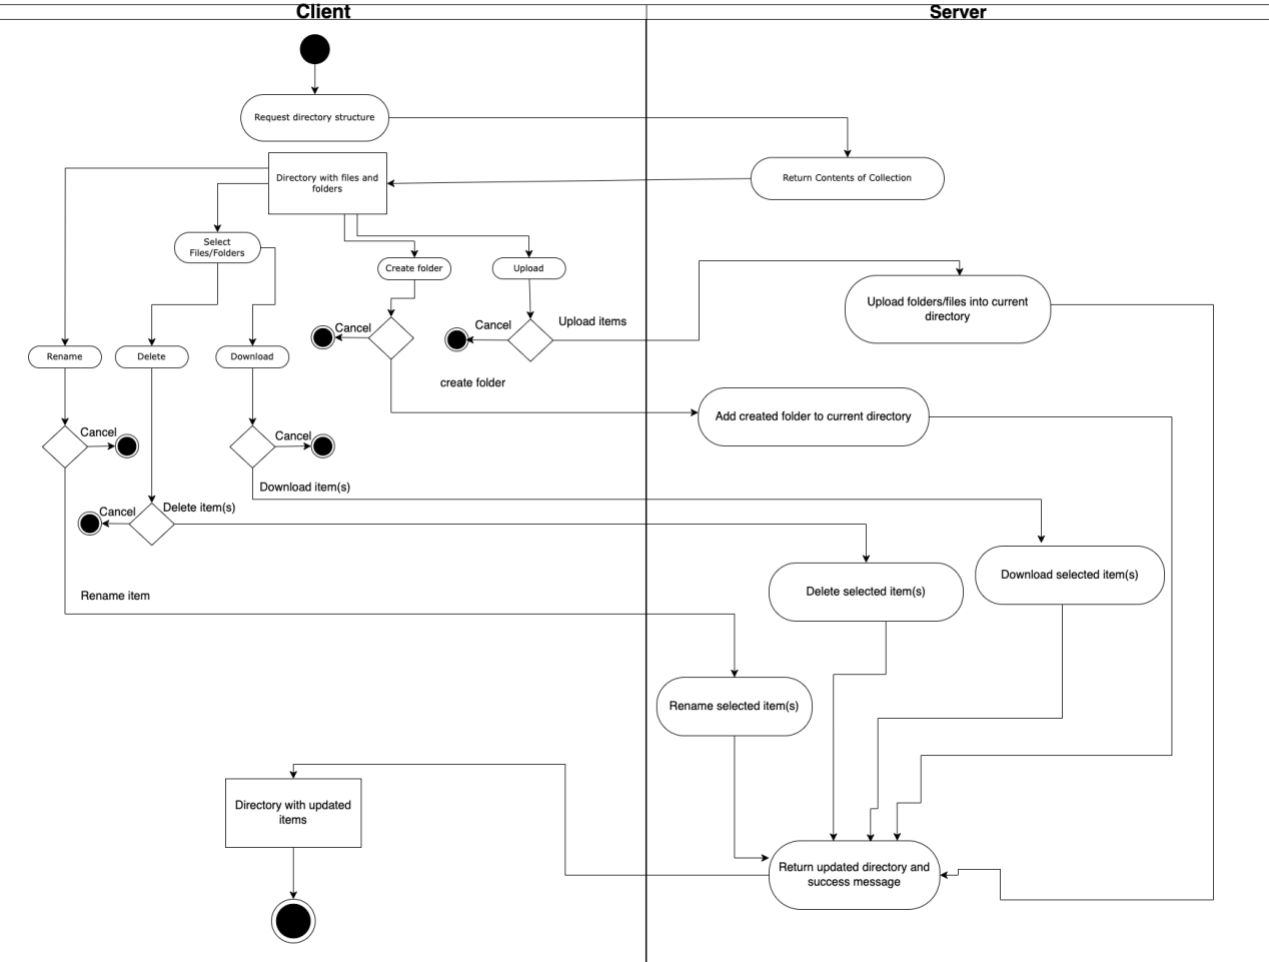 Client
Server
Request directory structure
Directory with files and
folders
Return Contents of Collection
Select
Files/Folders
Create folder
Upload
Upload folders/files into current
directory
Cancel
Cancel
Upload items
Rename
Delete
Download
create folder
Add created folder to current directory
Cancel
Cancel
Download item(s)
Cancel
Delete item(s)
Download selected item(s)
Delete selected item(s)
Rename item
Rename selected item(s)
Directory with updated
items
Return updated directory and
success message